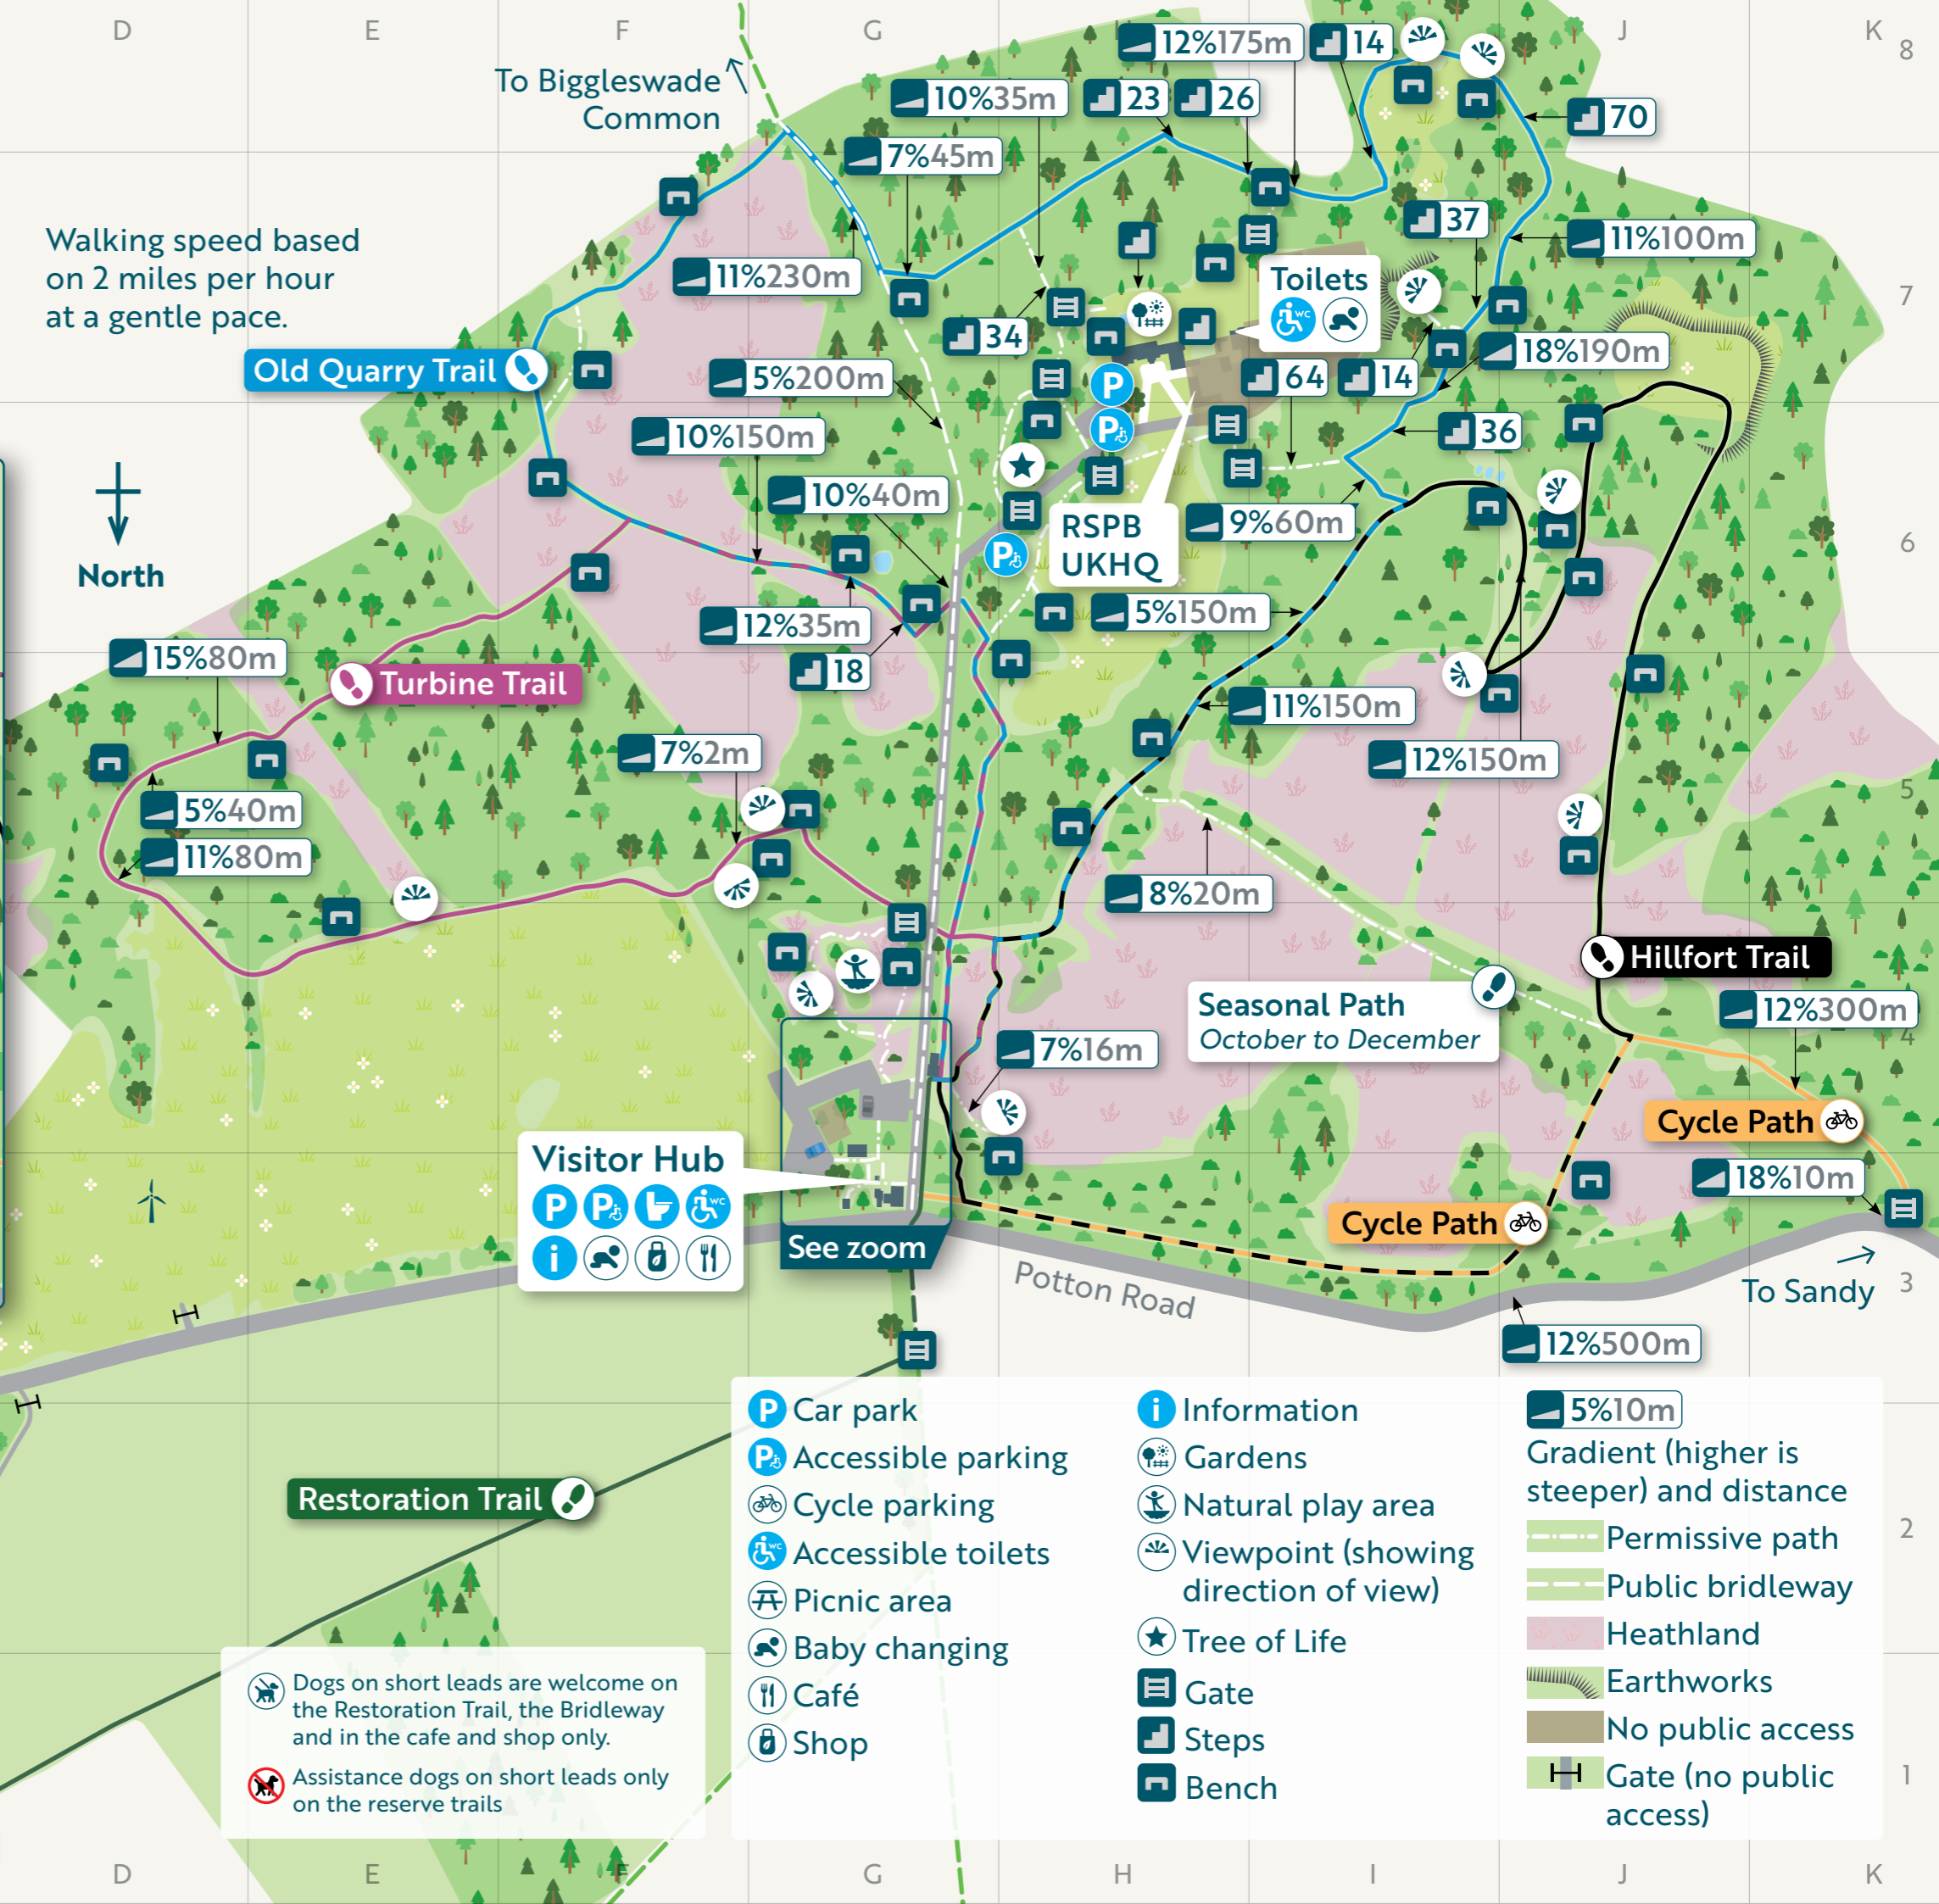 D
E
F
G
H
J
K
8
To Biggleswade
Common
12%175m
14
10%35m
23
26
70
7%45m
Walking speed based
on 2 miles per hour
at a gentle pace.
37
11%100m
11%230m
Toilets
WC
7
34
Old Quarry Trail
5%200m
18%190m
64
14
P
10%150m
P
36
10%40m
North
9%60m
RSPB
UKHQ
P
6
12%35m
5%150m
15%80m
18
Turbine Trail
11%150m
7%2m
12%150m
5%40m
5
11%80m
8%20m
Hillfort Trail
Seasonal Path
October to December
12%300m
4
7%16m
Cycle Path
Visitor Hub
P
P
WC
i
18%10m
Cycle Path
See zoom
Potton Road
To Sandy
3
12%500m
P Car park
P Accessible parking
Cycle parking
WC Accessible toilets
Picnic area
Baby changing
Café
Shop
i Information
Gardens
Natural play area
Viewpoint (showing
direction of view)
Tree of Life
Gate
Steps
Bench
5%10m
Gradient (higher is
steeper) and distance
Permissive path
Public bridleway
Heathland
Earthworks
No public access
Gate (no public
access)
Restoration Trail
2
Dogs on short leads are welcome on
the Restoration Trail, the Bridleway
and in the cafe and shop only.
Assistance dogs on short leads only
on the reserve trails
1
D
E
F
G
H
I
J
K